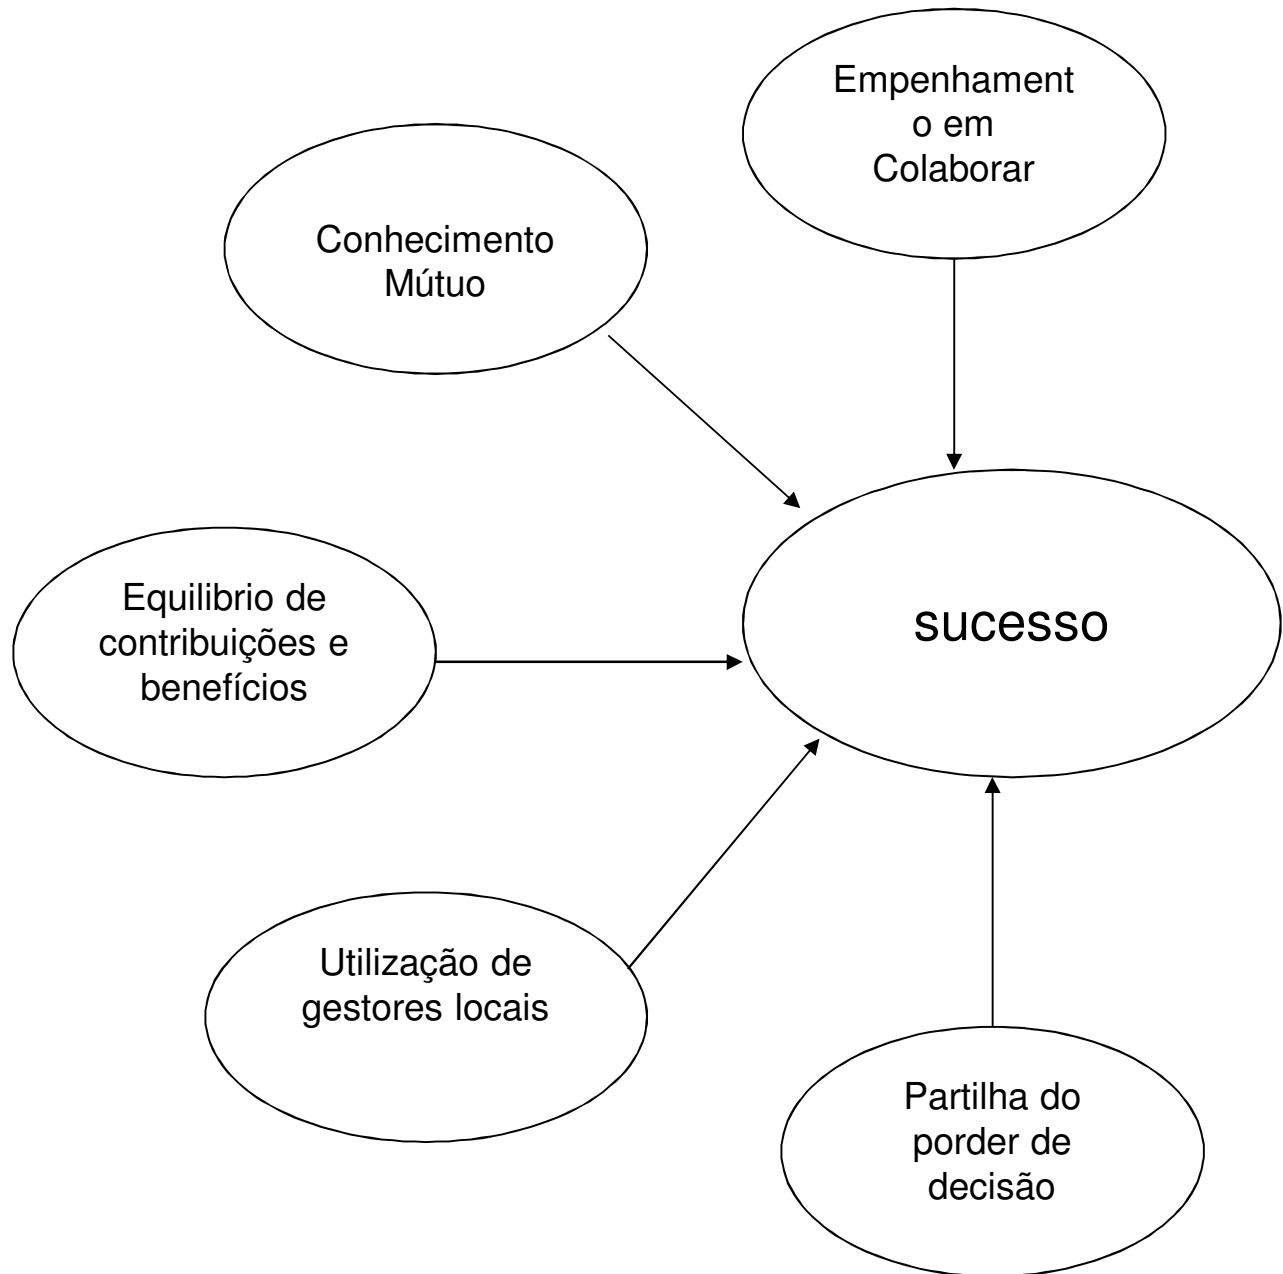 Empenhament
o em
Colaborar
Conhecimento
Mútuo
Equilibrio de
contribuições e
benefícios
sucesso
Utilização de
gestores locais
Partilha do
porder de
decisão